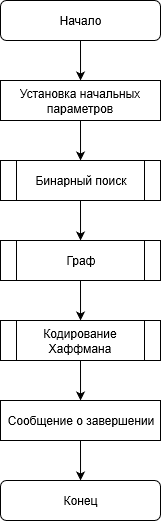 Начало
Установка начальных
параметров
Бинарный поиск
Граф
Кодирование
Хаффмана
Сообщение о завершении
Конец